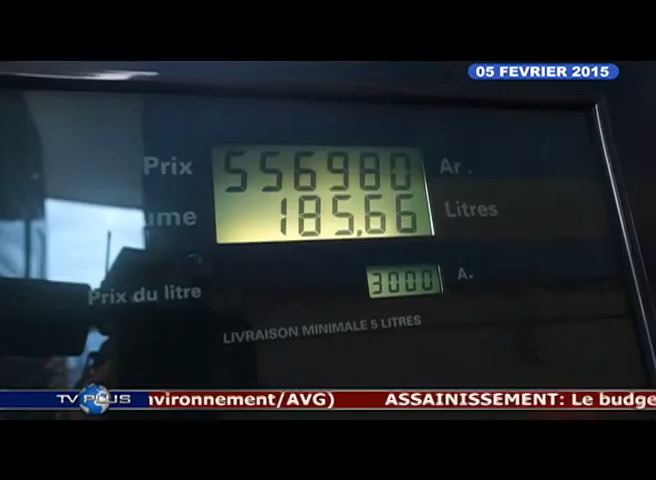 05 FEVRIER 2015
Prix 556980 Ar.
ume 185,66 Litres
Prix du litre 3000 A.
LIVRAISON MINIMALE 5 LITRES
TV PLUS vironnement/AVG) ASSAINISSEMENT: Le budge